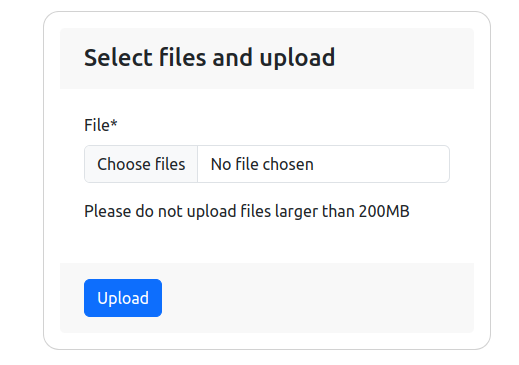 Select files and upload
File*
Choose files No file chosen
Please do not upload files larger than 200MB
Upload